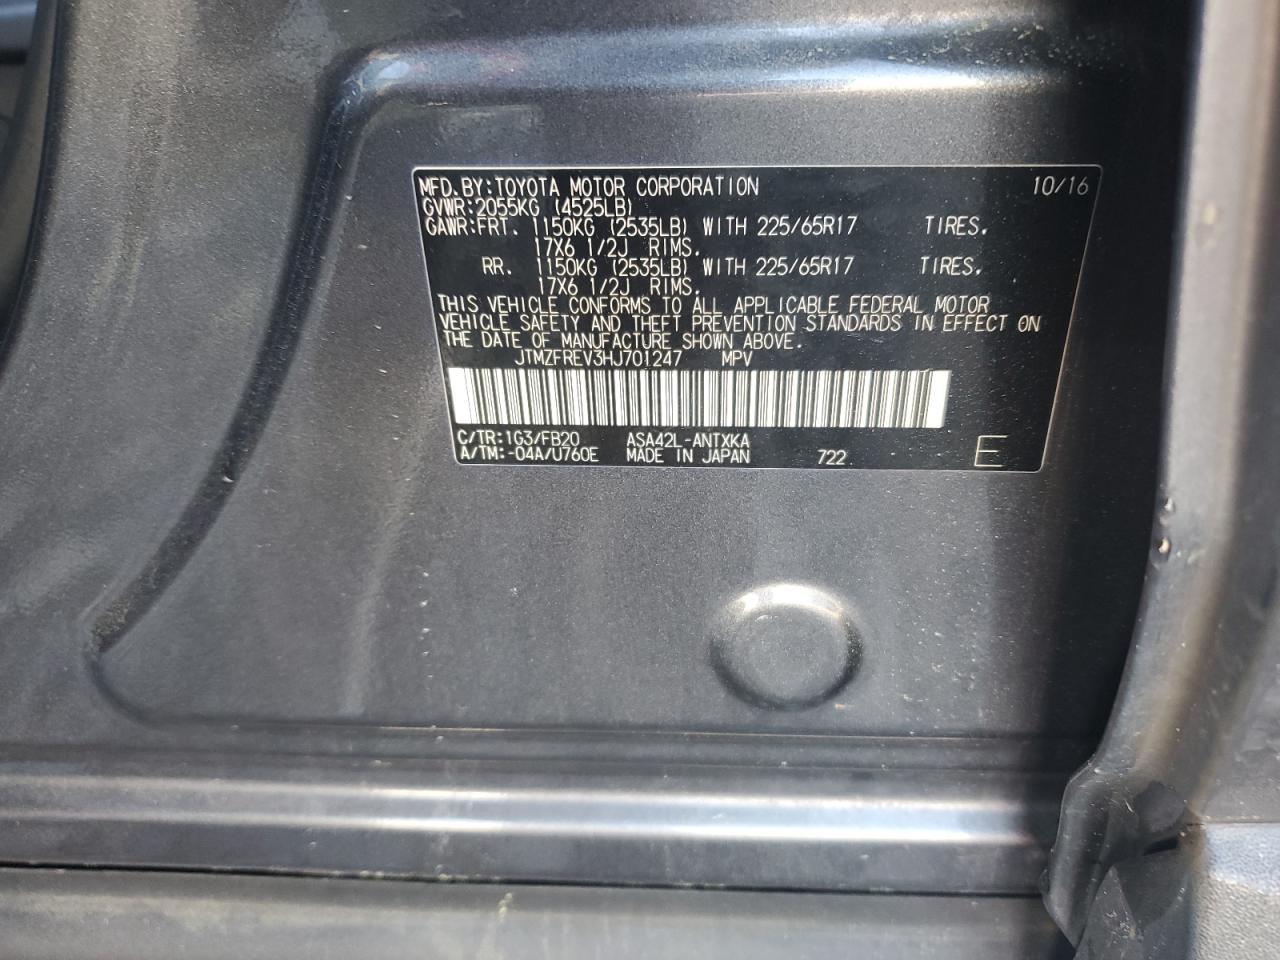 MFD.BY:TOYOTA MOTOR CORPORATION 10/16
GVWR:2055KG (4525LB)
GAWR:FRT. 1150KG (2535LB) WITH 225/65R17 TIRES.
17X6 1/2J RIMS.
RR. 1150KG (2535LB) WITH 225/65R17 TIRES.
17X6 1/2J RIMS.
THIS VEHICLE CONFORMS TO ALL APPLICABLE FEDERAL MOTOR
VEHICLE SAFETY AND THEFT PREVENTION STANDARDS IN EFFECT ON
THE DATE OF MANUFACTURE SHOWN ABOVE.
JTMZFREV3HJ701247 MPV
C/TR:1G3/FB20 ASA42L-ANTXKA
A/TM:-04A/U760E MADE IN JAPAN 722 E